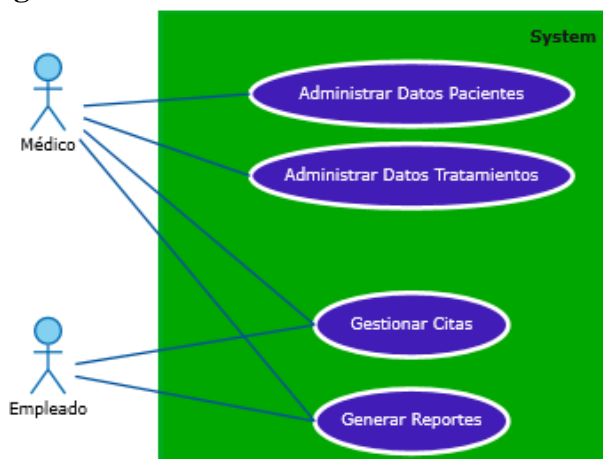 System
Administrar Datos Pacientes
Médico
Administrar Datos Tratamientos
Gestionar Citas
Empleado
Generar Reportes